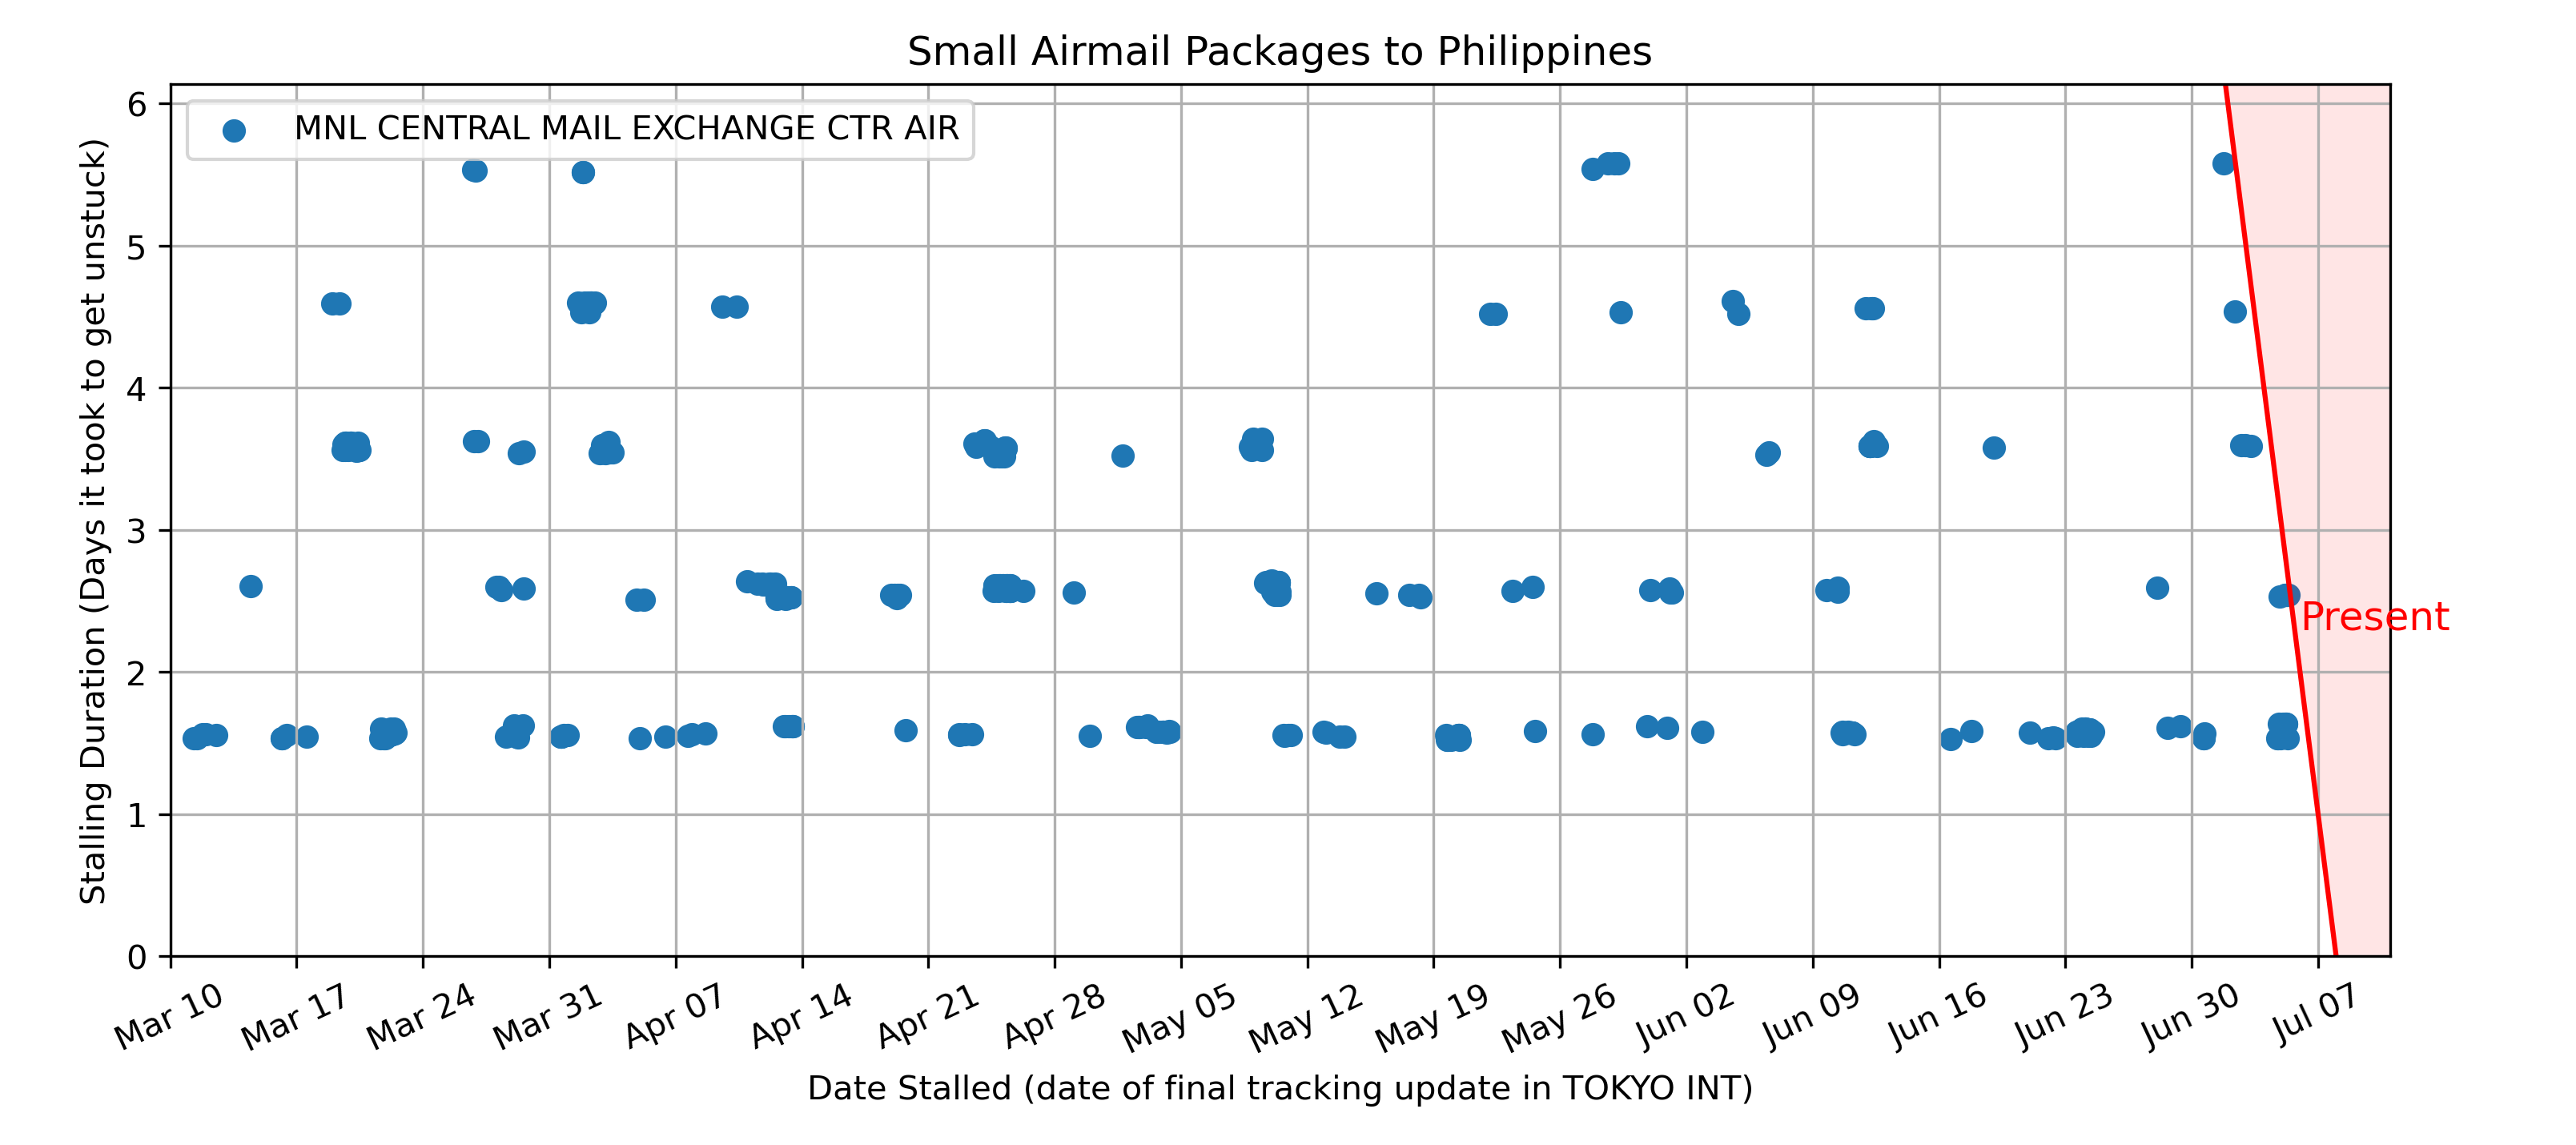 Small Airmail Packages to Philippines
MNL CENTRAL MAIL EXCHANGE CTR AIR
Stalling Duration (Days it took to get unstuck)
6
5
4
3
2
1
0
Present
Mar 10 Mar 17 Mar 24 Mar 31 Apr 07 Apr 14 Apr 21 Apr 28 May 05 May 12 May 19 May 26 Jun 02 Jun 09 Jun 16 Jun 23 Jun 30 Jul 07
Date Stalled (date of final tracking update in TOKYO INT)